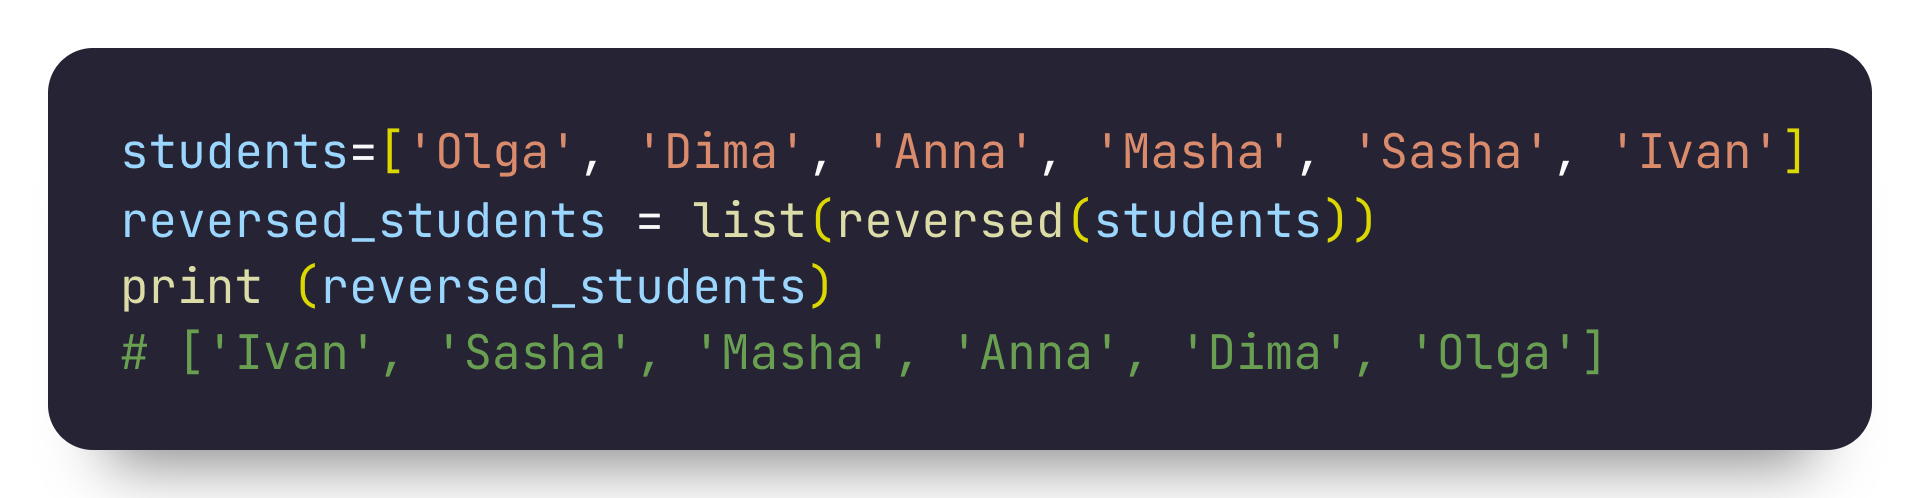 students=['Olga', 'Dima', 'Anna', 'Masha', 'Sasha', 'Ivan']
reversed_students = list(reversed(students))
print (reversed_students)
# ['Ivan', 'Sasha', 'Masha', 'Anna', 'Dima', 'Olga']